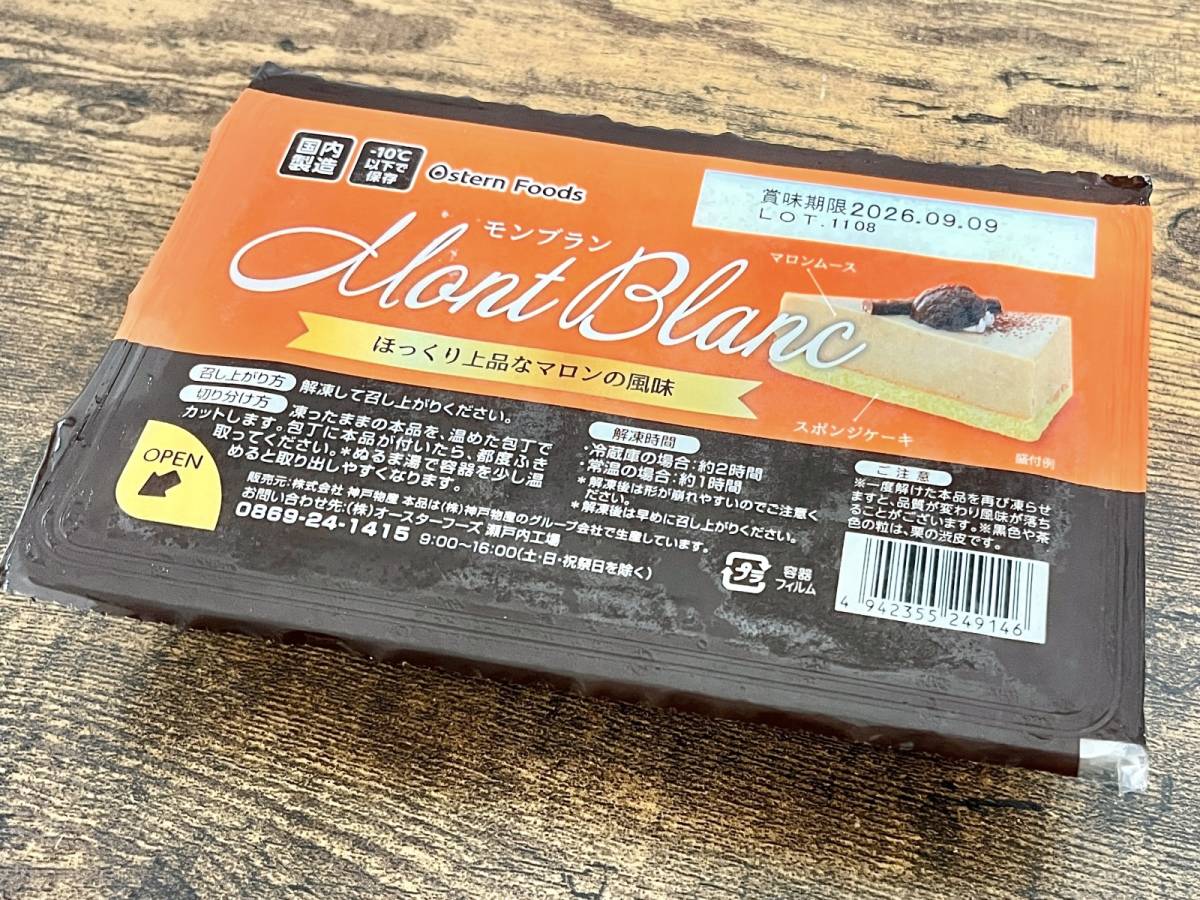 国内
製造
-10℃
以下で
保存
Ostern Foods
賞味期限2026.09.09
LOT.1108
モンブラン
Mont Blanc
マロンムース
ほっくり上品なマロンの風味
スポンジケーキ
盛付例
召し上がり方 解凍して召し上がりください。
切り分け方 凍ったままの本品を、温めた包丁で
カットします。包丁に本品が付いたら、都度ふき
取ってください。*ぬるま湯で容器を少し温
めると取り出しやすくなります。
OPEN
解凍時間
・冷蔵庫の場合:約2時間
・常温の場合:約1時間
*解凍後は形が崩れやすいのでご注意く
ださい。
*解凍後は早めに召し上がりください。
ご注意
※一度解けた本品を再び凍らせ
ますと、品質が変わり風味が落ち
ることがございます。※黒色や茶
色の粒は、栗の渋皮です。
販売元:株式会社 神戸物産 本品は(株)神戸物産のグループ会社で生産しています。
お問い合わせ先:(株)オースターフーズ 瀬戸内工場
0869-24-1415 9:00～16:00(土・日・祝祭日を除く)
プラ
容器
フィルム
4 942355 249146